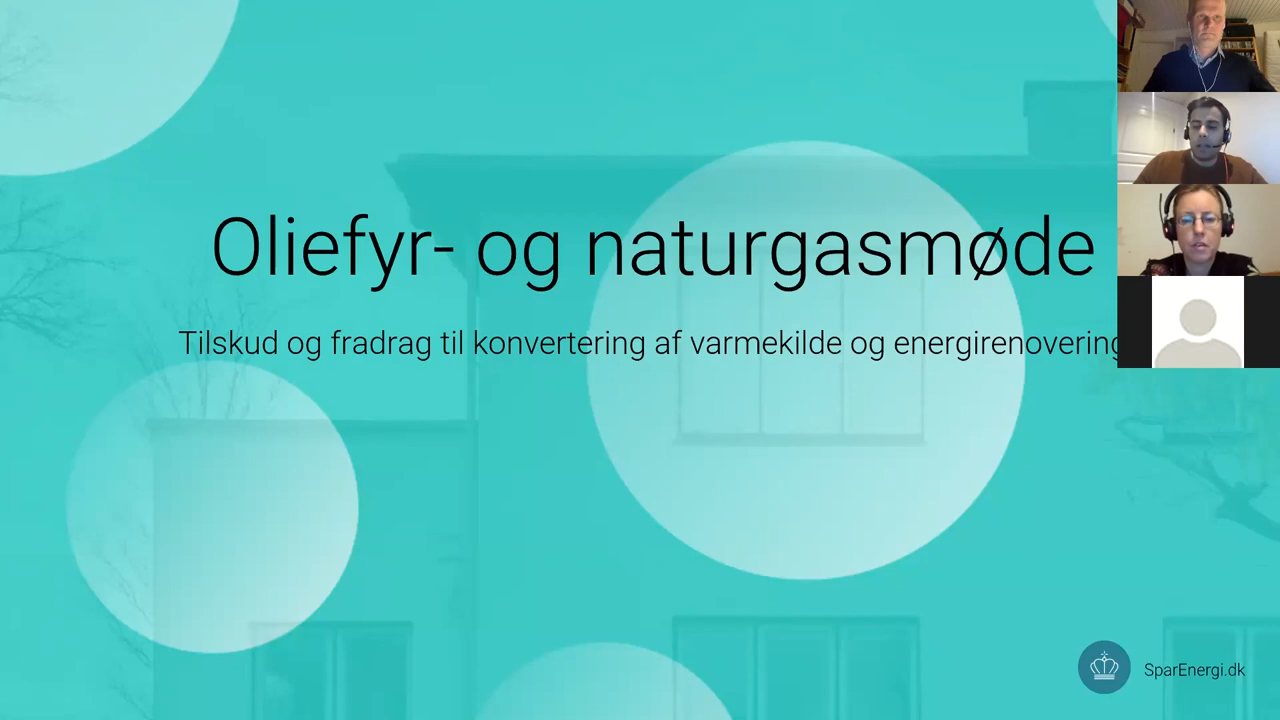 Oliefyr- og naturgasmøde
Tilskud og fradrag til konvertering af varmekilde og energirenovering
SparEnergi.dk